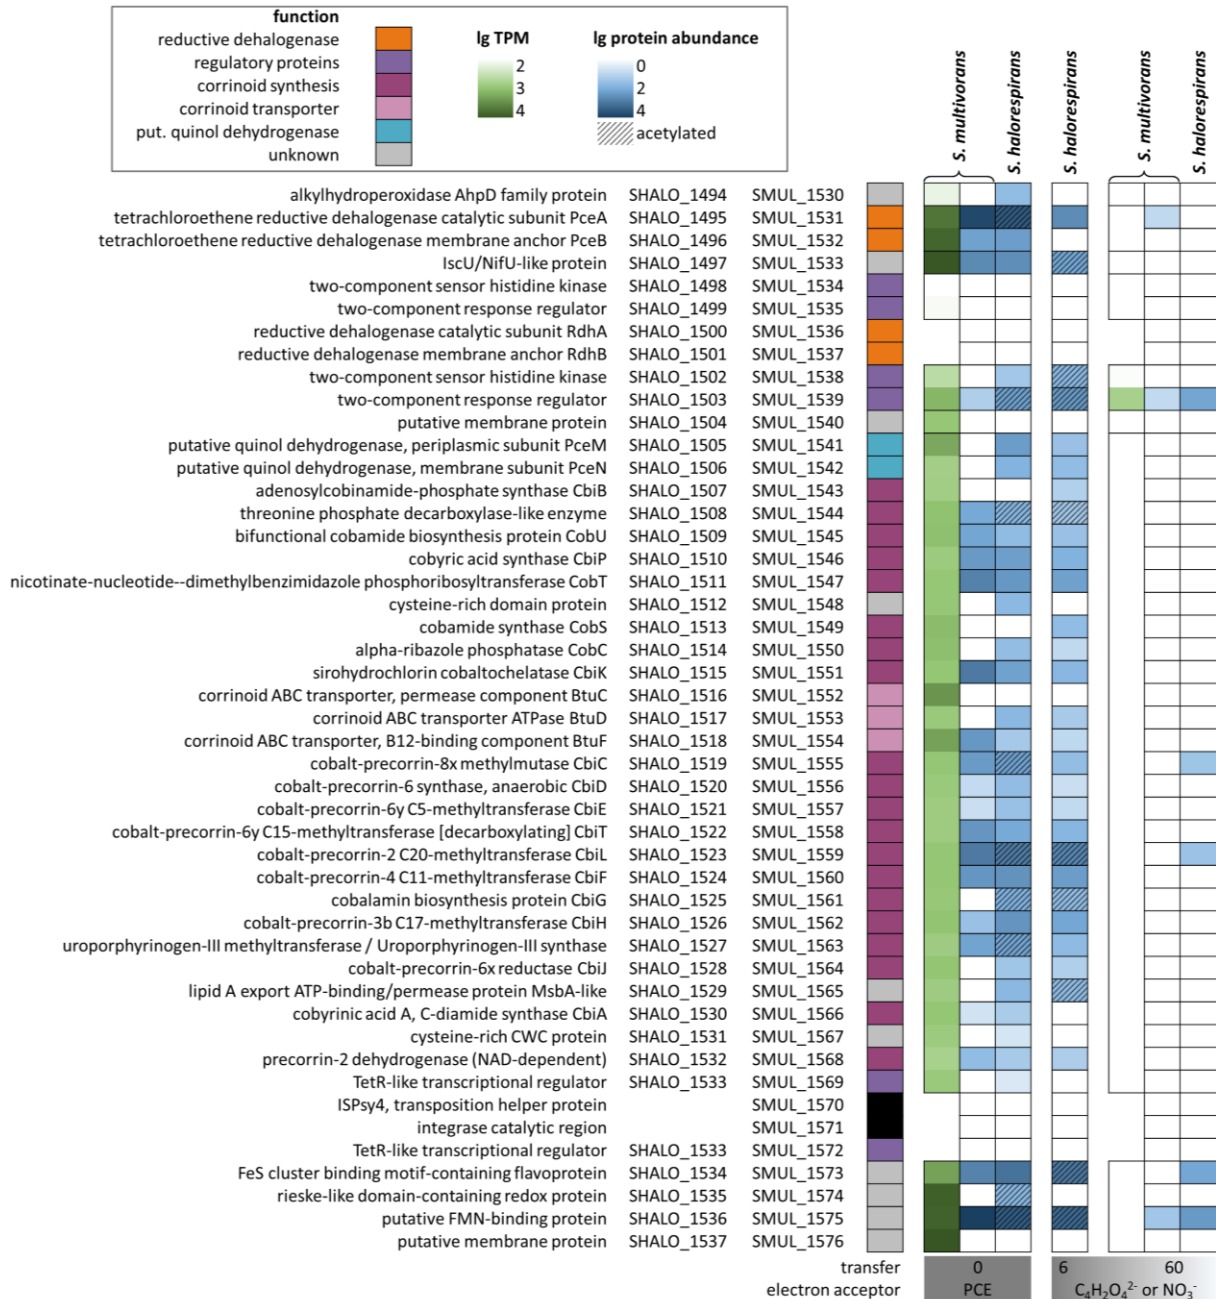 function
reductive dehalogenase
regulatory proteins
corrinoid synthesis
corrinoid transporter
put. quinol dehydrogenase
unknown
lg TPM
2
3
4
lg protein abundance
0
2
4
acetylated
S. multivorans
S. halorespirans
S. halorespirans
S. multivorans
S. halorespirans
alkylhydroperoxidase AhpD family protein SHALO_1494 SMUL_1530
tetrachloroethene reductive dehalogenase catalytic subunit PceA SHALO_1495 SMUL_1531
tetrachloroethene reductive dehalogenase membrane anchor PceB SHALO_1496 SMUL_1532
IscU/NifU-like protein SHALO_1497 SMUL_1533
two-component sensor histidine kinase SHALO_1498 SMUL_1534
two-component response regulator SHALO_1499 SMUL_1535
reductive dehalogenase catalytic subunit RdhA SHALO_1500 SMUL_1536
reductive dehalogenase membrane anchor RdhB SHALO_1501 SMUL_1537
two-component sensor histidine kinase SHALO_1502 SMUL_1538
two-component response regulator SHALO_1503 SMUL_1539
putative membrane protein SHALO_1504 SMUL_1540
putative quinol dehydrogenase, periplasmic subunit PceM SHALO_1505 SMUL_1541
putative quinol dehydrogenase, membrane subunit PceN SHALO_1506 SMUL_1542
adenosylcobinamide-phosphate synthase CbiB SHALO_1507 SMUL_1543
threonine phosphate decarboxylase-like enzyme SHALO_1508 SMUL_1544
bifunctional cobamide biosynthesis protein CobU SHALO_1509 SMUL_1545
cobyric acid synthase CbiP SHALO_1510 SMUL_1546
nicotinate-nucleotide--dimethylbenzimidazole phosphoribosyltransferase CobT SHALO_1511 SMUL_1547
cysteine-rich domain protein SHALO_1512 SMUL_1548
cobamide synthase CobS SHALO_1513 SMUL_1549
alpha-ribazole phosphatase CobC SHALO_1514 SMUL_1550
sirohydrochlorin cobaltochelatase CbiK SHALO_1515 SMUL_1551
corrinoid ABC transporter, permease component BtuC SHALO_1516 SMUL_1552
corrinoid ABC transporter ATPase BtuD SHALO_1517 SMUL_1553
corrinoid ABC transporter, B12-binding component BtuF SHALO_1518 SMUL_1554
cobalt-precorrin-8x methylmutase CbiC SHALO_1519 SMUL_1555
cobalt-precorrin-6 synthase, anaerobic CbiD SHALO_1520 SMUL_1556
cobalt-precorrin-6y C5-methyltransferase CbiE SHALO_1521 SMUL_1557
cobalt-precorrin-6y C15-methyltransferase [decarboxylating] CbiT SHALO_1522 SMUL_1558
cobalt-precorrin-2 C20-methyltransferase CbiL SHALO_1523 SMUL_1559
cobalt-precorrin-4 C11-methyltransferase CbiF SHALO_1524 SMUL_1560
cobalamin biosynthesis protein CbiG SHALO_1525 SMUL_1561
cobalt-precorrin-3b C17-methyltransferase CbiH SHALO_1526 SMUL_1562
uroporphyrinogen-III methyltransferase / Uroporphyrinogen-III synthase SHALO_1527 SMUL_1563
cobalt-precorrin-6x reductase CbiJ SHALO_1528 SMUL_1564
lipid A export ATP-binding/permease protein MsbA-like SHALO_1529 SMUL_1565
cobyrinic acid A, C-diamide synthase CbiA SHALO_1530 SMUL_1566
cysteine-rich CWC protein SHALO_1531 SMUL_1567
precorrin-2 dehydrogenase (NAD-dependent) SHALO_1532 SMUL_1568
TetR-like transcriptional regulator SHALO_1533 SMUL_1569
ISPsy4, transposition helper protein SMUL_1570
integrase catalytic region SMUL_1571
TetR-like transcriptional regulator SHALO_1533 SMUL_1572
FeS cluster binding motif-containing flavoprotein SHALO_1534 SMUL_1573
rieske-like domain-containing redox protein SHALO_1535 SMUL_1574
putative FMN-binding protein SHALO_1536 SMUL_1575
putative membrane protein SHALO_1537 SMUL_1576
transfer 0 6 60
electron acceptor PCE C₄H₂O₄²⁻ or NO₃⁻